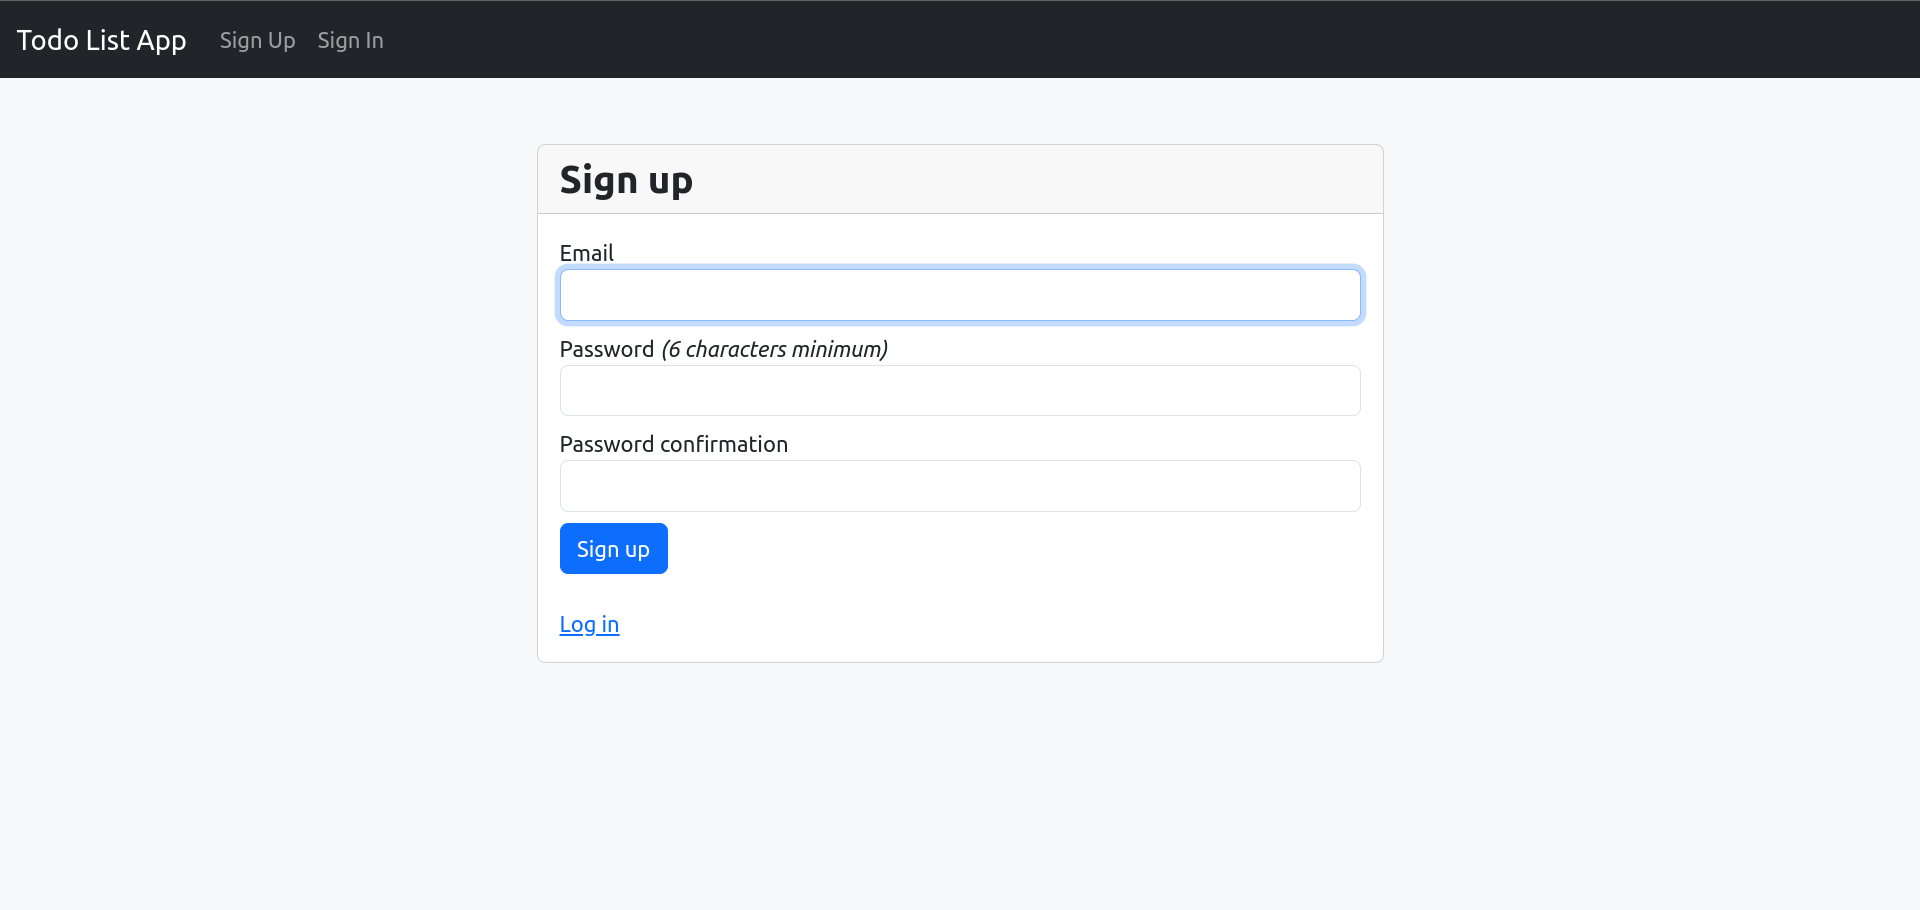 Todo List App Sign Up Sign In
Sign up
Email
Password (6 characters minimum)
Password confirmation
Sign up
Log in